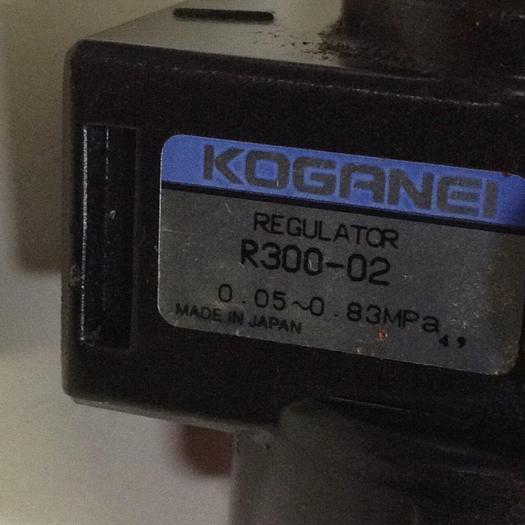 KOGANEI
REGULATOR
R300-02
0.05~0.83MPa
MADE IN JAPAN
49